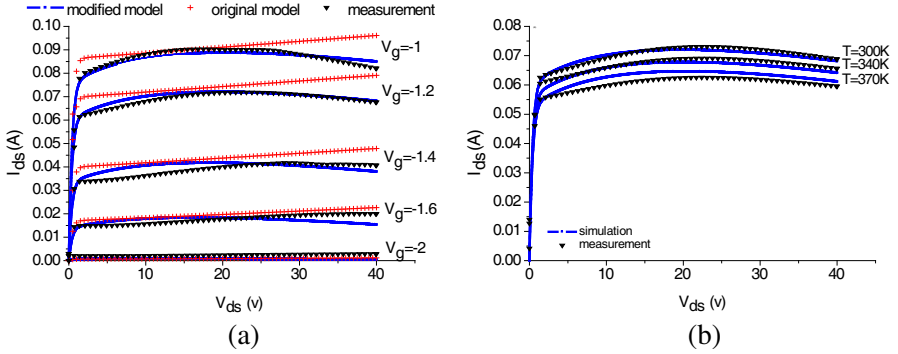 modified model
original model
measurement
0.10
0.09
0.08
0.07
0.06
0.05
0.04
0.03
0.02
0.01
0.00
I_ds (A)
V_g=-1
V_g=-1.2
V_g=-1.4
V_g=-1.6
V_g=-2
0 10 20 30 40
V_ds (v)
(a)
0.08
0.07
0.06
0.05
0.04
0.03
0.02
0.01
0.00
I_ds (A)
T=300K
T=340K
T=370K
simulation
measurement
0 10 20 30 40
V_ds (v)
(b)